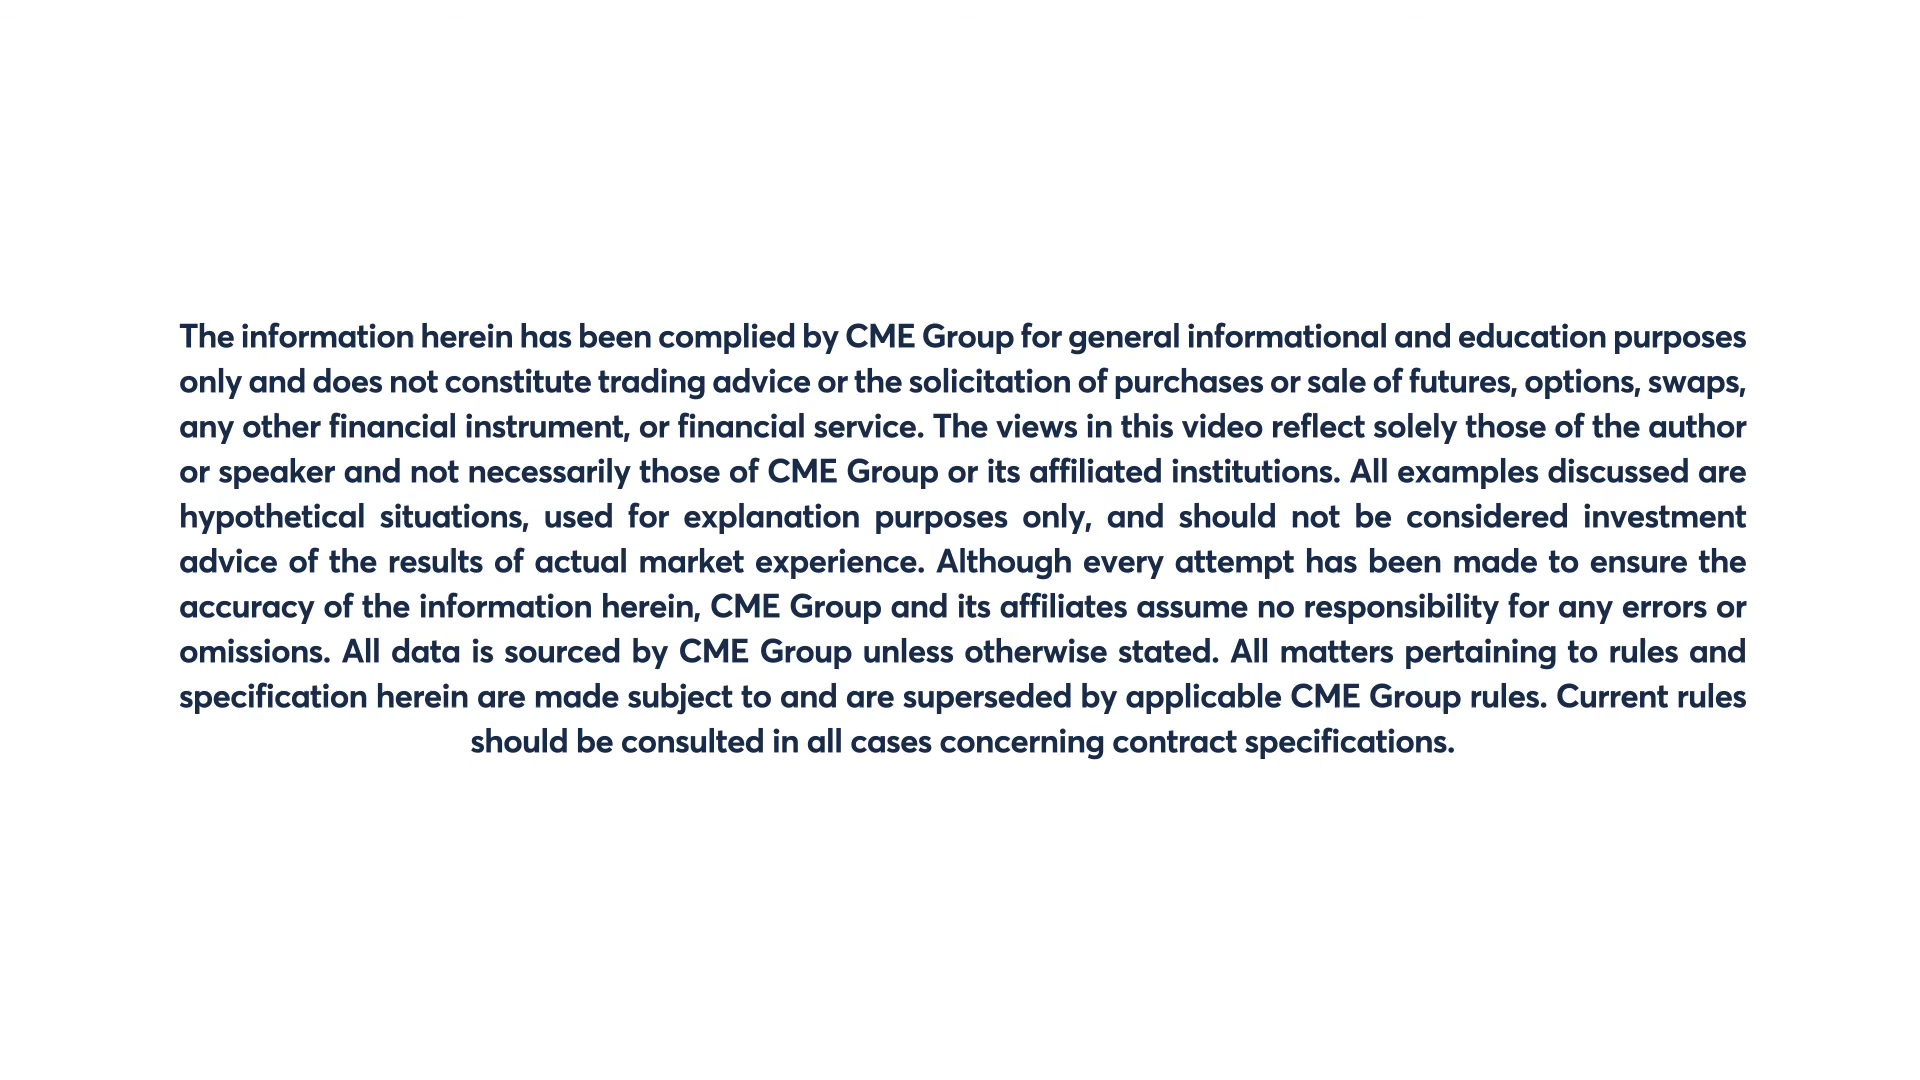 The information herein has been complied by CME Group for general informational and education purposes
only and does not constitute trading advice or the solicitation of purchases or sale of futures, options, swaps,
any other financial instrument, or financial service. The views in this video reflect solely those of the author
or speaker and not necessarily those of CME Group or its affiliated institutions. All examples discussed are
hypothetical situations, used for explanation purposes only, and should not be considered investment
advice of the results of actual market experience. Although every attempt has been made to ensure the
accuracy of the information herein, CME Group and its affiliates assume no responsibility for any errors or
omissions. All data is sourced by CME Group unless otherwise stated. All matters pertaining to rules and
specification herein are made subject to and are superseded by applicable CME Group rules. Current rules
should be consulted in all cases concerning contract specifications.